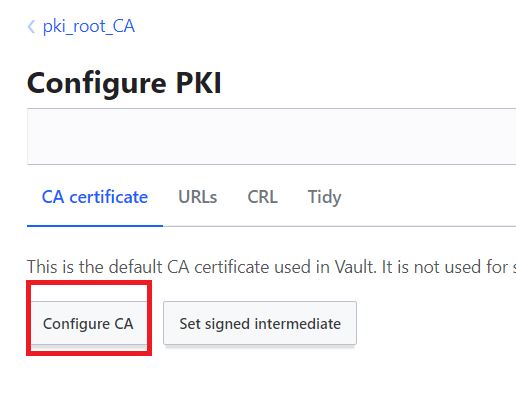 pki_root_CA
Configure PKI
CA certificate URLs CRL Tidy
This is the default CA certificate used in Vault. It is not used for
Configure CA Set signed intermediate